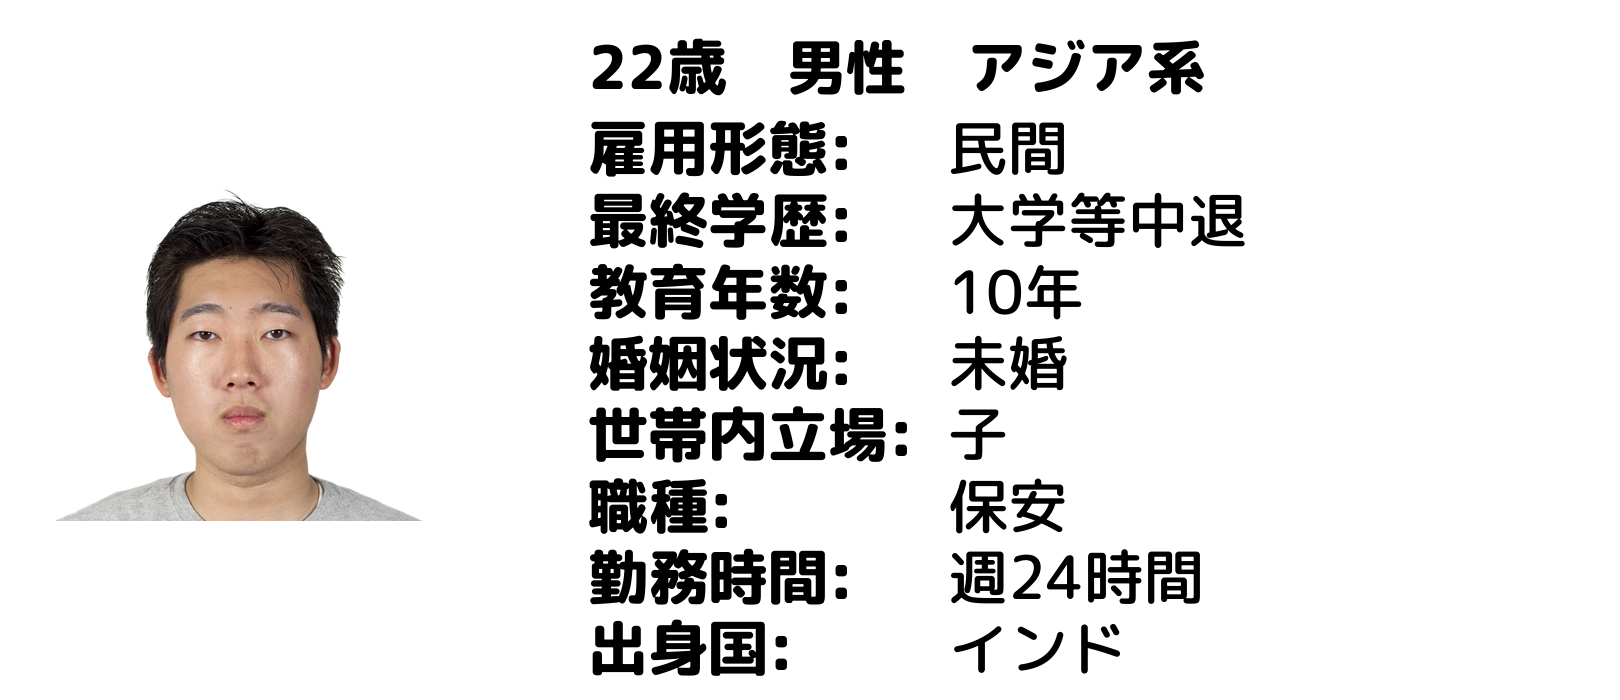 22歳　男性　アジア系
雇用形態:　民間
最終学歴:　大学等中退
教育年数:　10年
婚姻状況:　未婚
世帯内立場:　子
職種:　保安
勤務時間:　週24時間
出身国:　インド